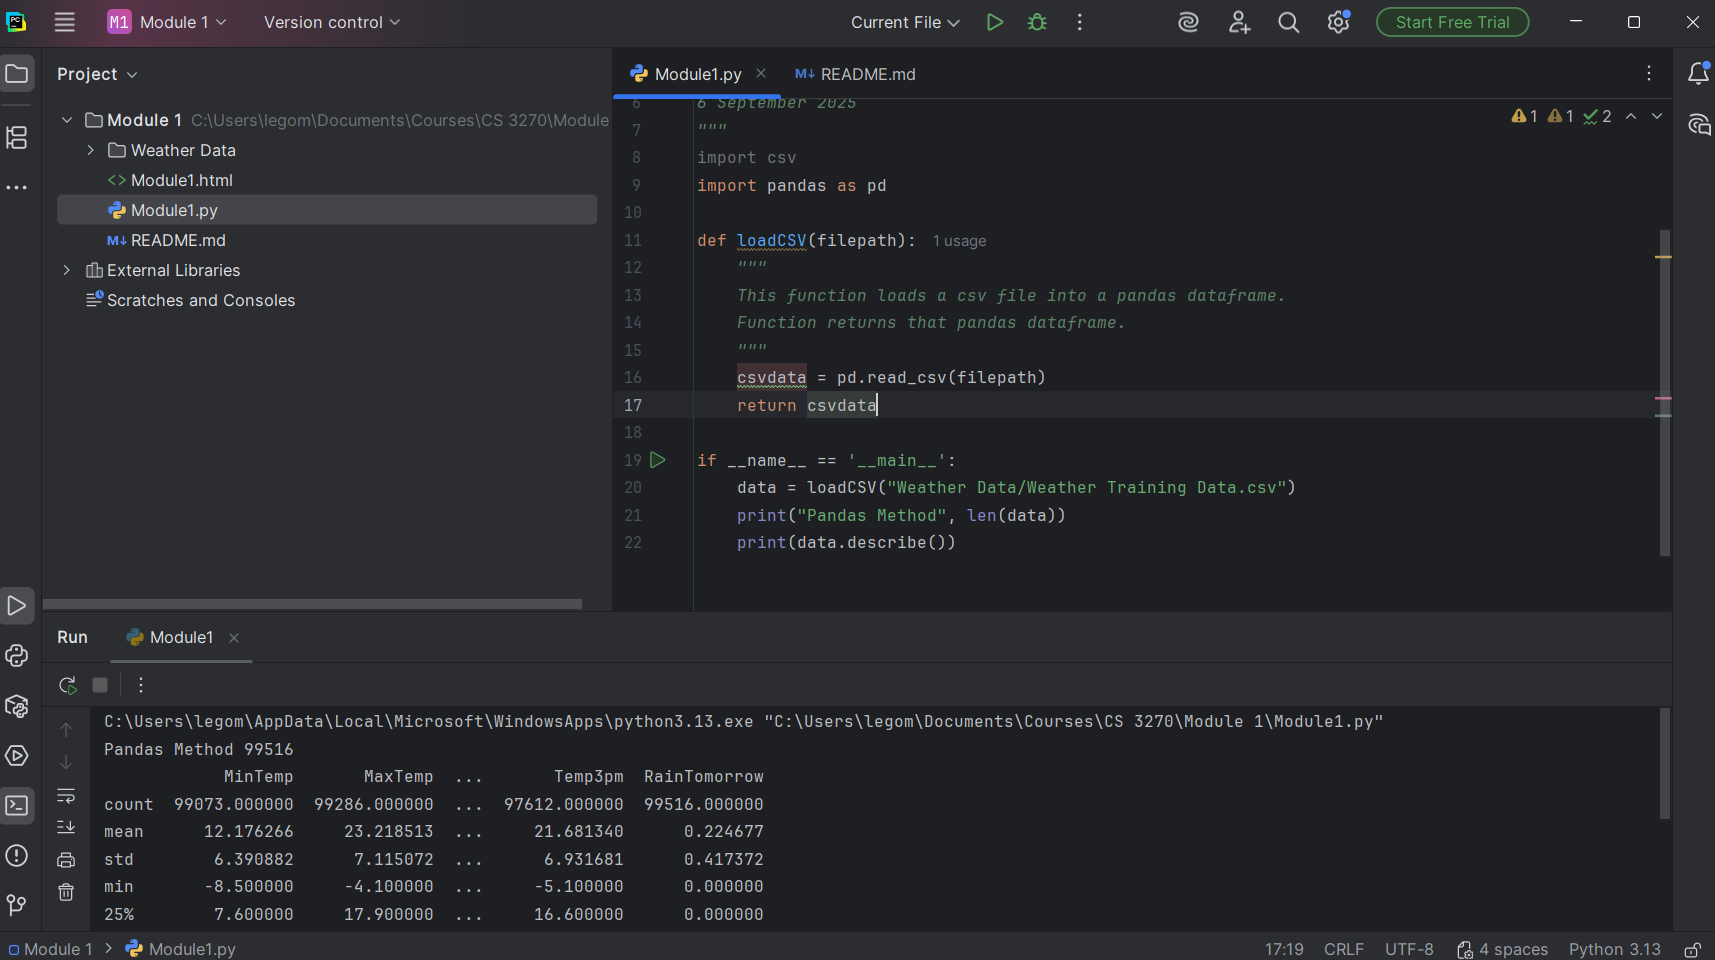 PC M1 Module 1 Version control Current File Start Free Trial
Project
Module 1 C:\Users\legom\Documents\Courses\CS 3270\Module
Weather Data
<> Module1.html
Module1.py
M↓ README.md
External Libraries
Scratches and Consoles
Module1.py M↓ README.md
1 1 2
6 6 September 2025
7 """
8 import csv
9 import pandas as pd
10
11 def loadCSV(filepath): 1 usage
12 """
13 This function loads a csv file into a pandas dataframe.
14 Function returns that pandas dataframe.
15 """
16 csvdata = pd.read_csv(filepath)
17 return csvdata
18
19 if __name__ == '__main__':
20 data = loadCSV("Weather Data/Weather Training Data.csv")
21 print("Pandas Method", len(data))
22 print(data.describe())
Run Module1
C:\Users\legom\AppData\Local\Microsoft\WindowsApps\python3.13.exe "C:\Users\legom\Documents\Courses\CS 3270\Module 1\Module1.py"
Pandas Method 99516
MinTemp MaxTemp ... Temp3pm RainTomorrow
count 99073.000000 99286.000000 ... 97612.000000 99516.000000
mean 12.176266 23.218513 ... 21.681340 0.224677
std 6.390882 7.115072 ... 6.931681 0.417372
min -8.500000 -4.100000 ... -5.100000 0.000000
25% 7.600000 17.900000 ... 16.600000 0.000000
Module 1 > Module1.py 17:19 CRLF UTF-8 4 spaces Python 3.13